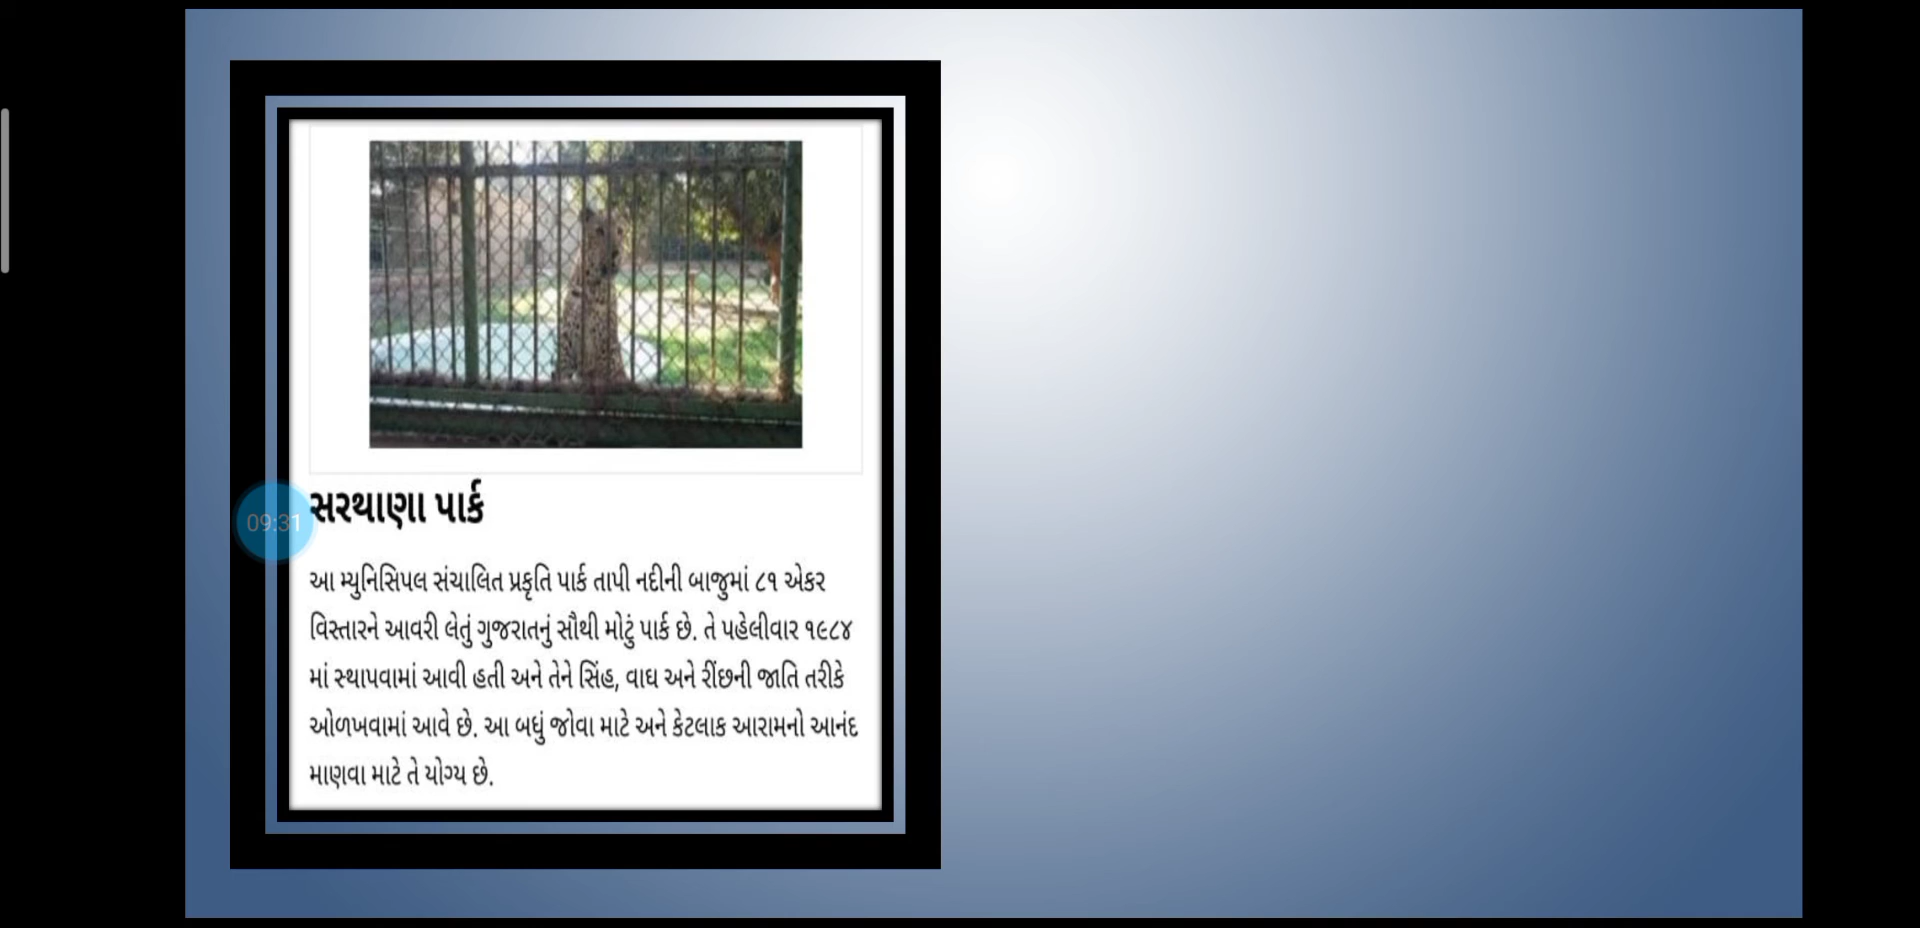 સરથાણા પાર્ક
09:31
આ મ્યુનિસિપલ સંચાલિત પ્રકૃતિ પાર્ક તાપી નદીની બાજુમાં ૮૧ એકર
વિસ્તારને આવરી લેતું ગુજરાતનું સૌથી મોટું પાર્ક છે. તે પહેલીવાર ૧૯૮૪
માં સ્થાપવામાં આવી હતી અને તેને સિંહ, વાઘ અને રીંછની જાતિ તરીકે
ઓળખવામાં આવે છે. આ બધું જોવા માટે અને કેટલાક આરામનો આનંદ
માણવા માટે તે યોગ્ય છે.